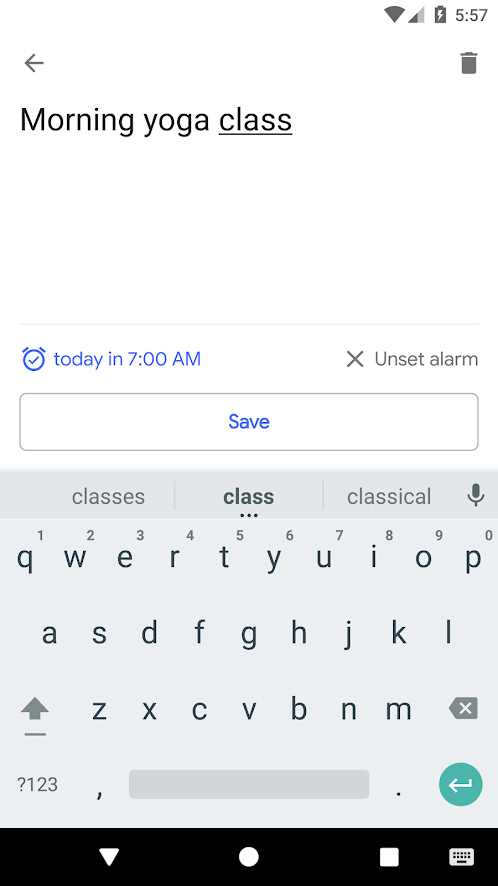 5:57
Morning yoga class
today in 7:00 AM Unset alarm
Save
classes class classical
1 2 3 4 5 6 7 8 9 0
q w e r t y u i o p
a s d f g h j k l
z x c v b n m
?123 , .